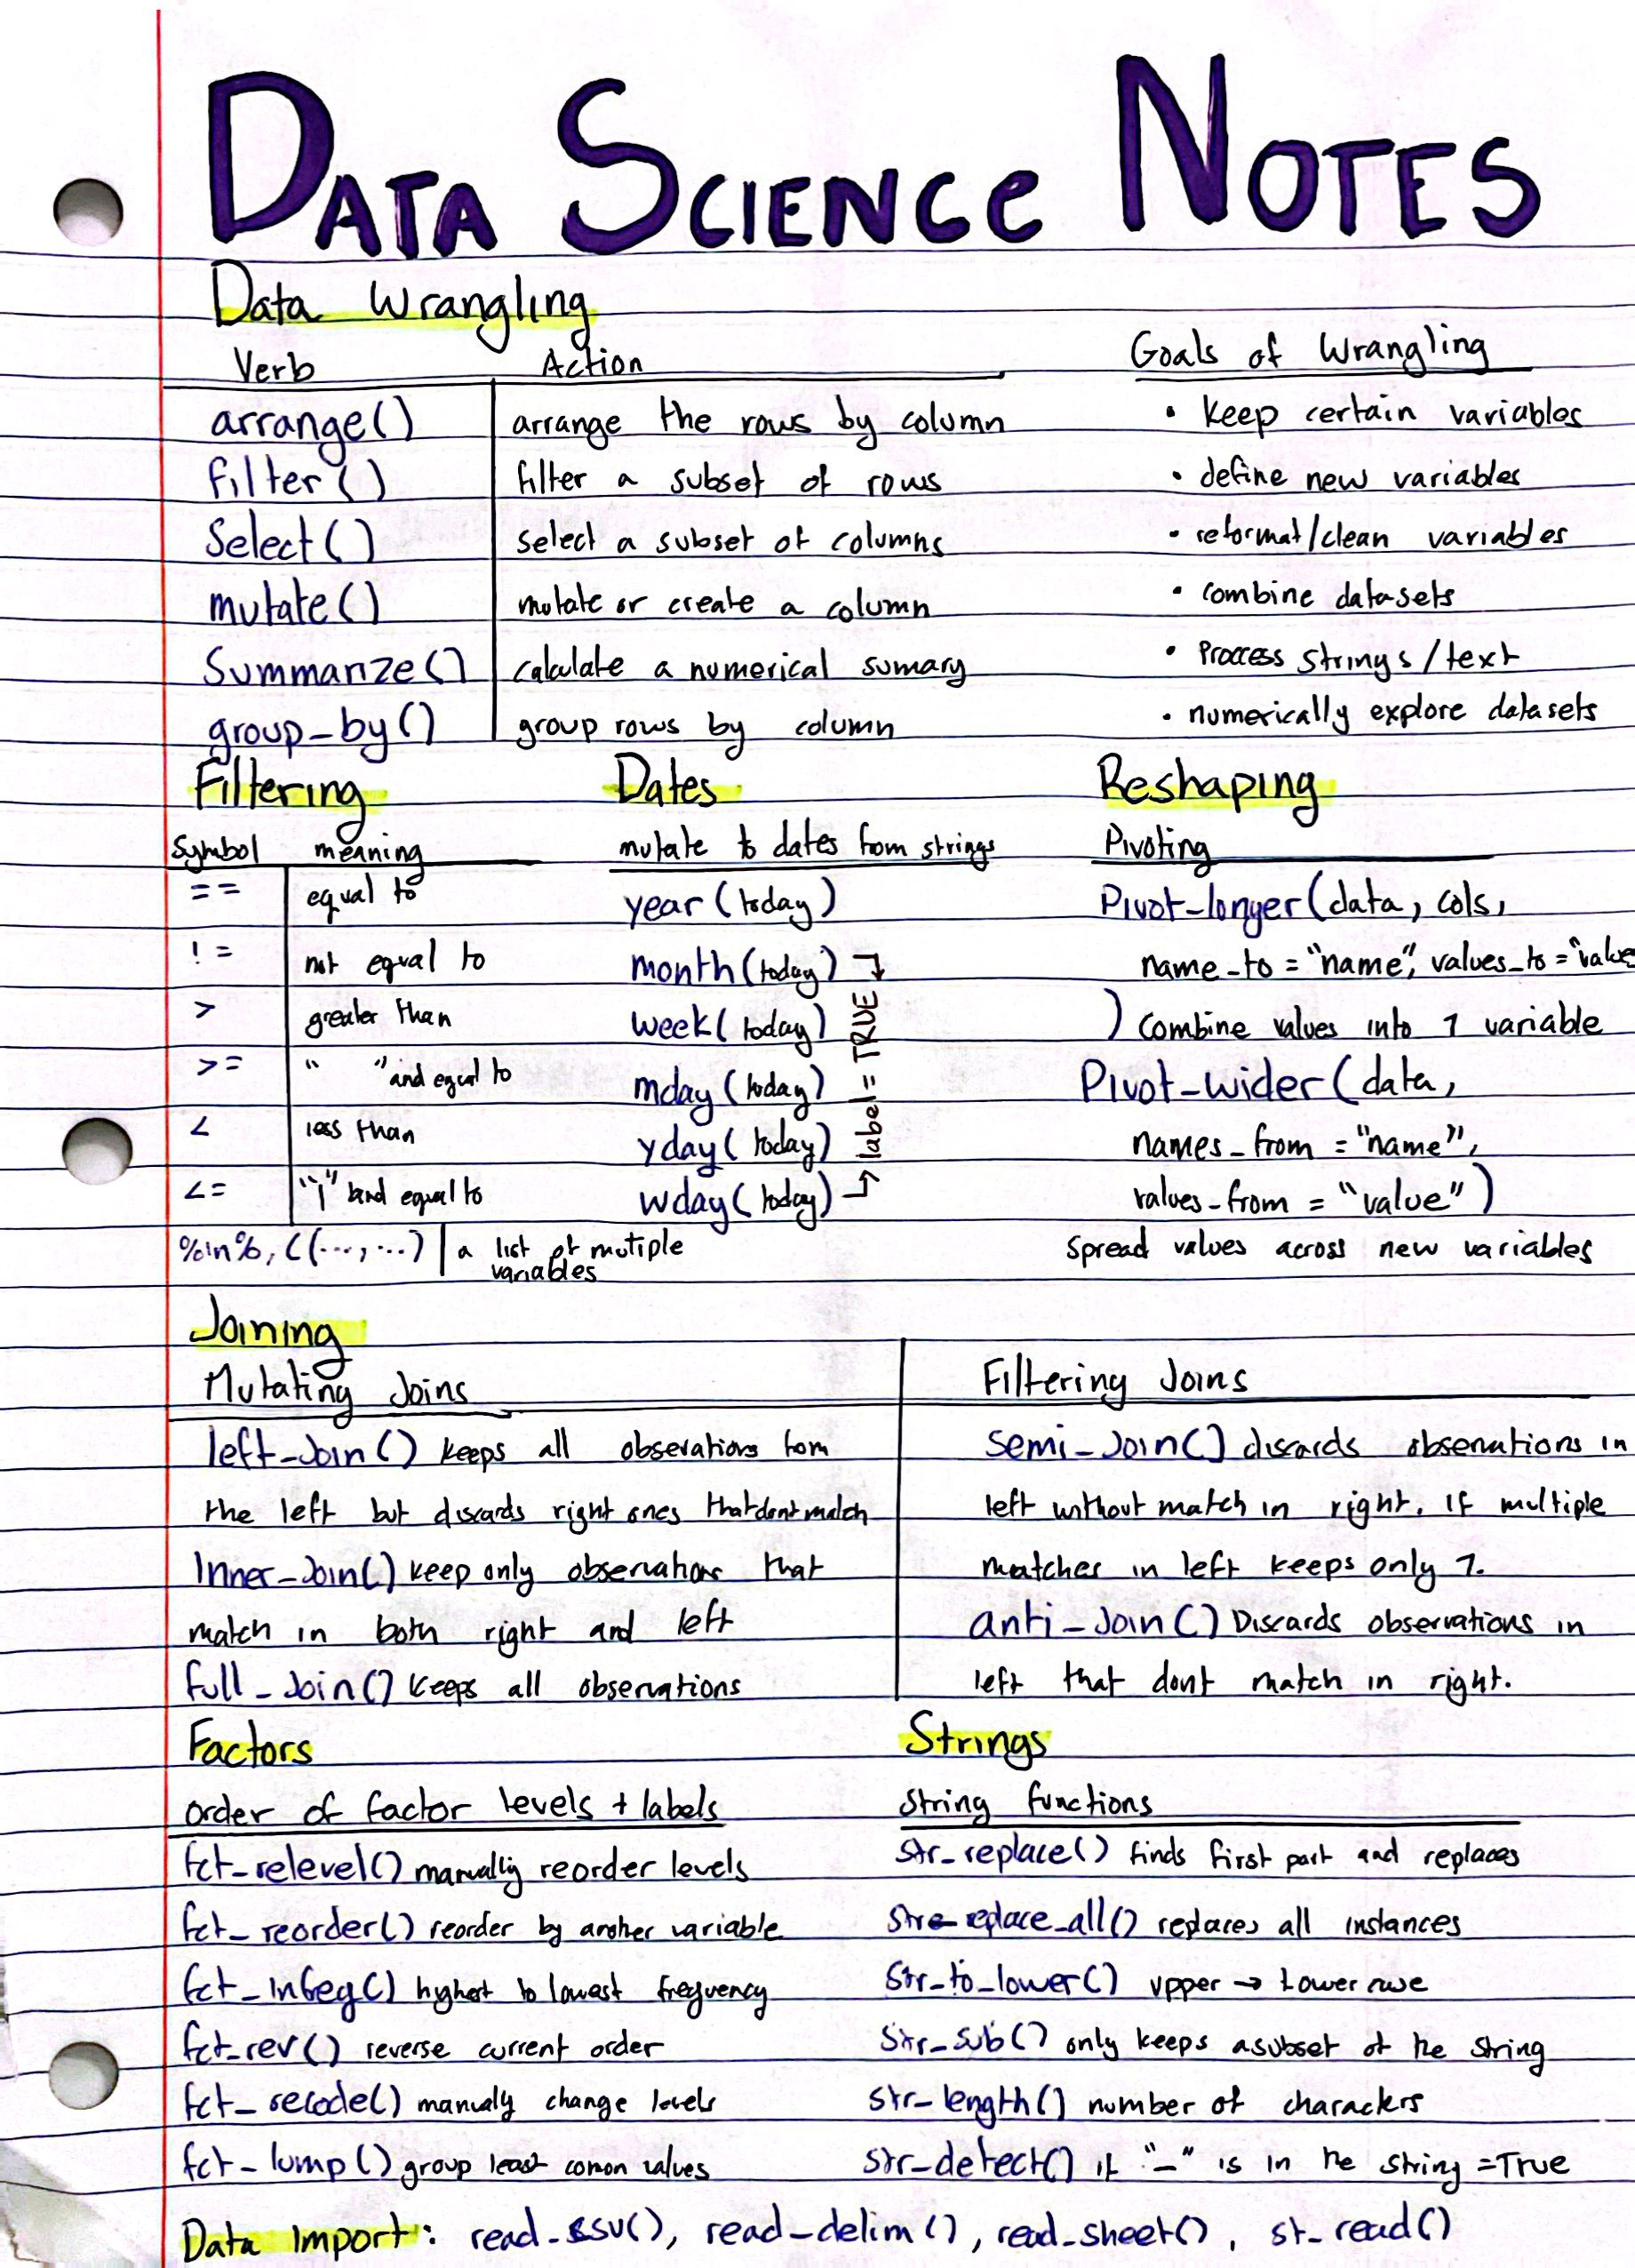 DATA SCIENCE NOTES
Data Wrangling
Verb Action
arrange() arrange the rows by column
filter() filter a subset of rows
Select() select a subset of columns
mutate() mutate or create a column
Summarize() calculate a numerical sumary
group_by() group rows by column
Goals of Wrangling
• keep certain variables
• define new variables
• reformat/clean variables
• combine datasets
• Process strings/text
• numerically explore datasets
Filtering
Symbol meaning
== equal to
!= not equal to
> greater than
>= " " and equal to
< less than
<= " " and equal to
%in%, c(...,...) a list of mutiple
variables
Dates
mutate to dates from strings
year(today)
month(today)
week(today)
mday(today)
yday(today)
wday(today)
label=TRUE
Reshaping
Pivoting
Pivot_longer(data, cols,
name_to = "name", values_to = "value
) combine values into 1 variable
Pivot_wider(data,
names_from = "name",
values_from = "value")
spread values across new variables
Joining
Mutating Joins
left_Join() keeps all obserations from
the left but discards right ones that dont match
Inner_Join() keep only observations that
match in both right and left
full_Join() keeps all observations
Filtering Joins
semi_Join() discards observations in
left without match in right. If multiple
matches in left keeps only 1.
anti_Join() Discards observations in
left that dont match in right.
Factors
order of factor levels + labels
fct_relevel() manually reorder levels
fct_reorder() reorder by another variable
fct_infreq() highest to lowest frequency
fct_rev() reverse current order
fct_recode() manualy change levels
fct_lump() group least comon values
Strings
String functions
str_replace() finds first part and replaces
str_replace_all() replaces all instances
Str_to_lower() upper → Lower case
Str_sub() only keeps a subset of the string
str_length() number of characters
str_detect() if "_" is in the string =True
Data Import: read_csv(), read_delim(), read_sheet(), st_read()